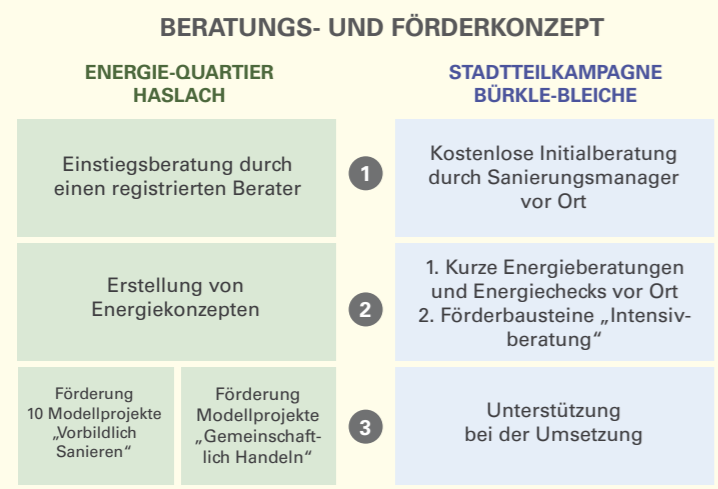 BERATUNGS- UND FÖRDERKONZEPT
ENERGIE-QUARTIER
HASLACH
STADTTEILKAMPAGNE
BÜRKLE-BLEICHE
Einstiegsberatung durch
einen registrierten Berater
1
Kostenlose Initialberatung
durch Sanierungsmanager
vor Ort
Erstellung von
Energiekonzepten
2
1. Kurze Energieberatungen
und Energiechecks vor Ort
2. Förderbausteine „Intensiv-
beratung“
Förderung
10 Modellprojekte
„Vorbildlich
Sanieren“
Förderung
Modellprojekte
„Gemeinschaft-
lich Handeln“
3
Unterstützung
bei der Umsetzung